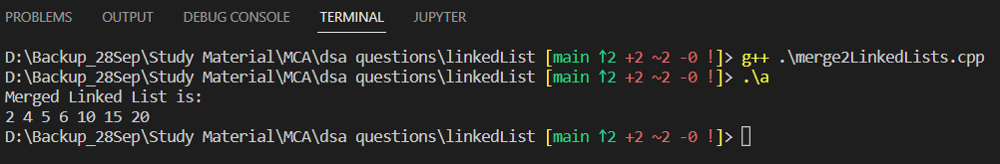 PROBLEMS OUTPUT DEBUG CONSOLE TERMINAL JUPYTER
D:\Backup_28Sep\Study Material\MCA\dsa questions\linkedList [main ↑2 +2 ~2 -0 !]> g++ .\merge2LinkedLists.cpp
D:\Backup_28Sep\Study Material\MCA\dsa questions\linkedList [main ↑2 +2 ~2 -0 !]> .\a
Merged Linked List is:
2 4 5 6 10 15 20
D:\Backup_28Sep\Study Material\MCA\dsa questions\linkedList [main ↑2 +2 ~2 -0 !]>